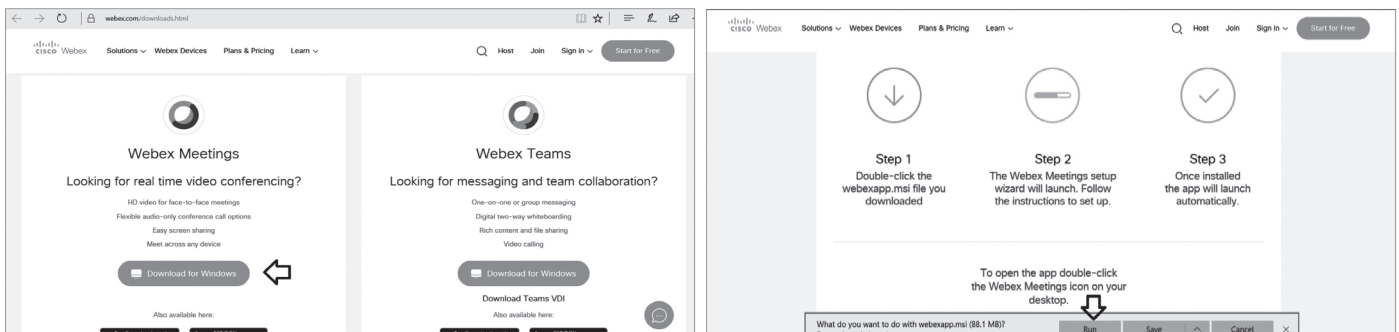 webex.com/downloads.html
cisco Webex Solutions Webex Devices Plans & Pricing Learn Host Join Sign in Start for Free
Webex Meetings
Looking for real time video conferencing?
HD video for face-to-face meetings
Flexible audio-only conference call options
Easy screen sharing
Meet across any device
Download for Windows
Also available here:
Webex Teams
Looking for messaging and team collaboration?
One-on-one or group messaging
Digital two-way whiteboarding
Rich content and file sharing
Video calling
Download for Windows
Download Teams VDI
Also available here:
cisco Webex Solutions Webex Devices Plans & Pricing Learn Host Join Sign in Start for Free
Step 1
Double-click the
webexapp.msi file you
downloaded
Step 2
The Webex Meetings setup
wizard will launch. Follow
the instructions to set up.
Step 3
Once installed
the app will launch
automatically.
To open the app double-click
the Webex Meetings icon on your
desktop.
What do you want to do with webexapp.msi (88.1 MB)?
Run Save Cancel